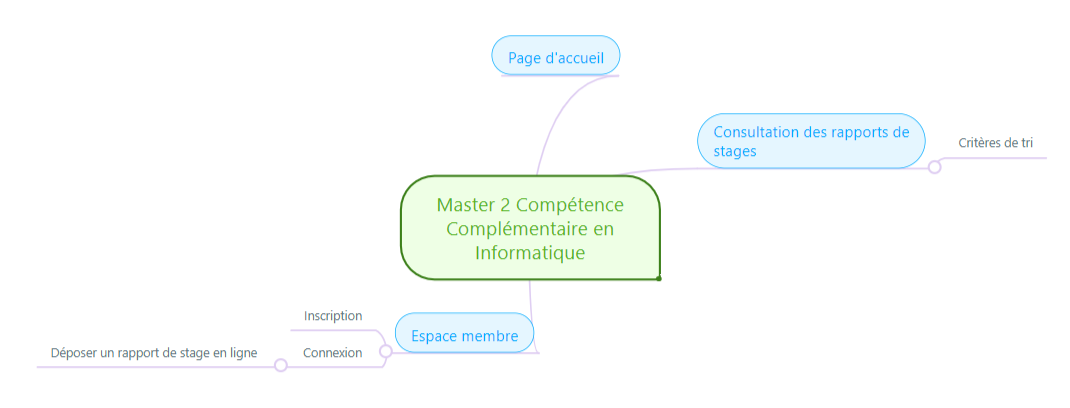 Page d'accueil
Consultation des rapports de
stages
Critères de tri
Master 2 Compétence
Complémentaire en
Informatique
Inscription
Espace membre
Déposer un rapport de stage en ligne
Connexion